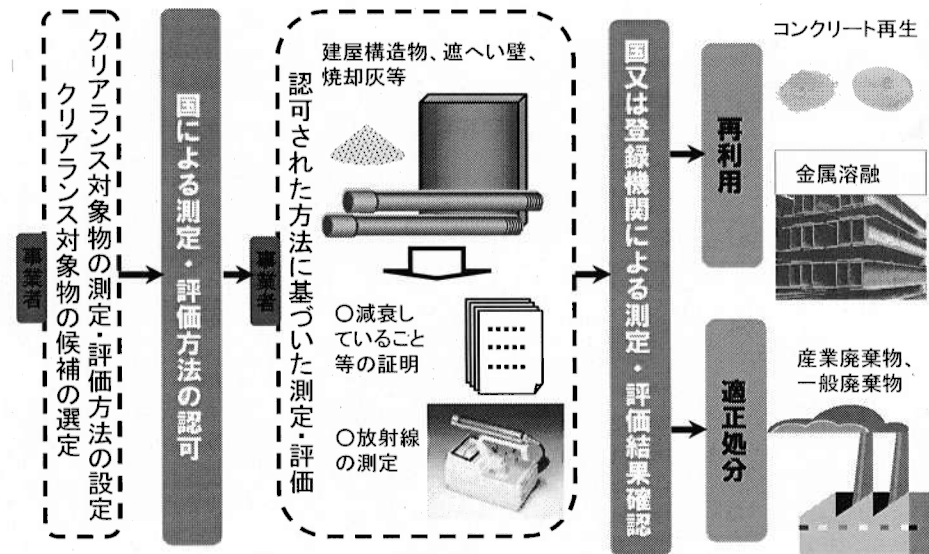 事業者
クリアランス対象物の候補の選定
クリアランス対象物の測定・評価方法の設定
国による測定・評価方法の認可
事業者
認可された方法に基づいた測定・評価
建屋構造物、遮へい壁、
焼却灰等
○減衰し
ていること
等の証明
○放射線
の測定
国又は登録機関による測定・評価結果確認
再利用
コンクリート再生
金属溶融
適正処分
産業廃棄物、
一般廃棄物